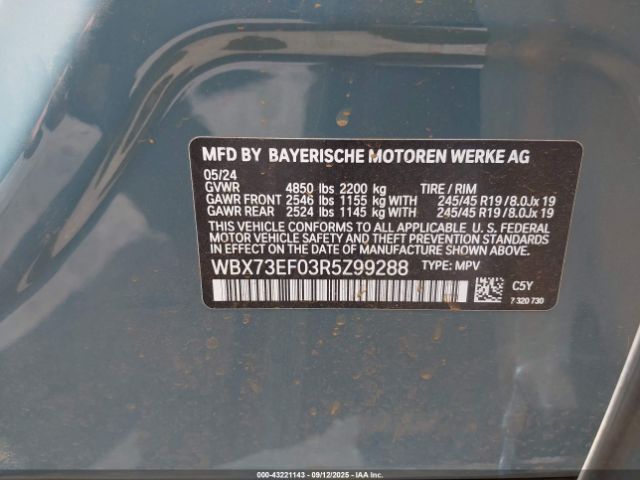 MFD BY BAYERISCHE MOTOREN WERKE AG
05/24
GVWR 4850 lbs 2200 kg TIRE / RIM
GAWR FRONT 2546 lbs 1155 kg WITH 245/45 R19 / 8.0Jx 19
GAWR REAR 2524 lbs 1145 kg WITH 245/45 R19 / 8.0Jx 19
THIS VEHICLE CONFORMS TO ALL APPLICABLE U. S. FEDERAL
MOTOR VEHICLE SAFETY, BUMPER, AND THEFT PREVENTION
STANDARDS IN EFFECT ON THE DATE OF MANUFACTURE SHOWN ABOVE.
WBX73EF03R5Z99288 TYPE: MPV
C5Y
7 320 730
000-43221143 - 09/12/2025 - IAA Inc.